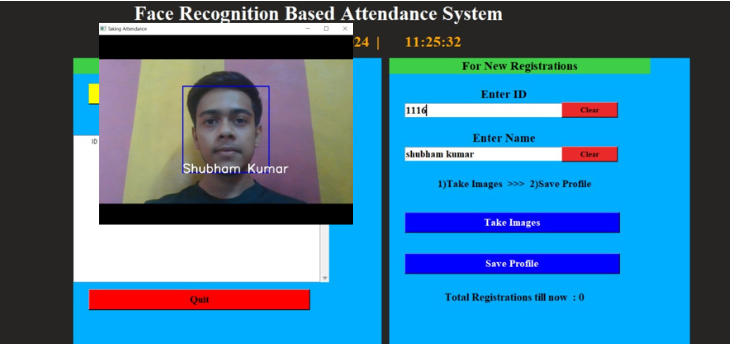 Face Recognition Based Attendance System
Taking Attendance
24 | 11:25:32
For New Registrations
Enter ID
1116
Clear
Enter Name
shubham kumar
Clear
ID
Shubham Kumar
1)Take Images >>> 2)Save Profile
Take Images
Save Profile
Quit
Total Registrations till now : 0